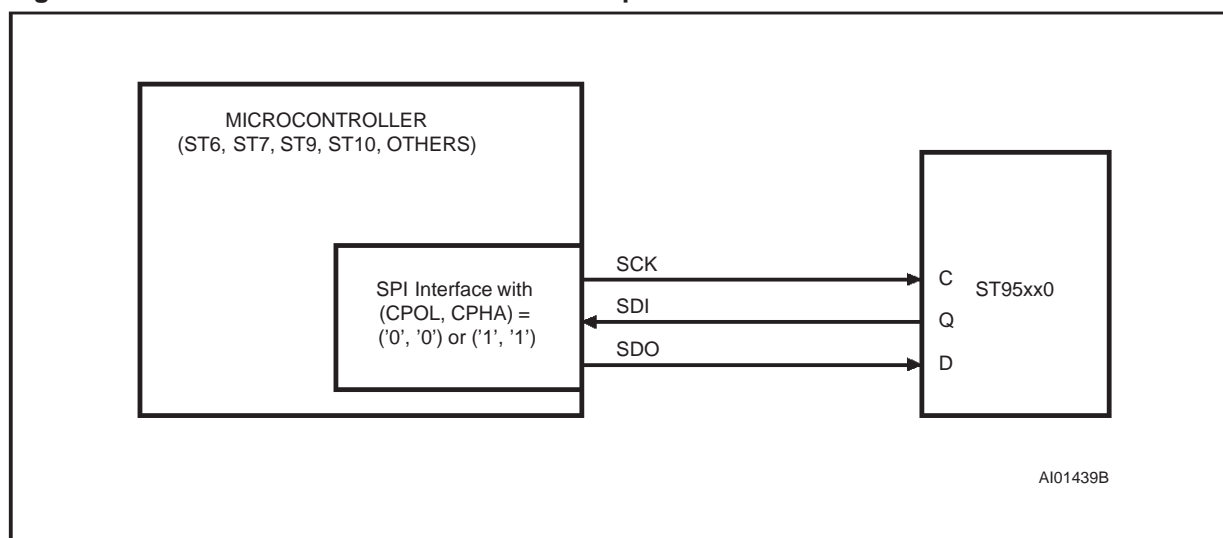 MICROCONTROLLER
(ST6, ST7, ST9, ST10, OTHERS)
SPI Interface with
(CPOL, CPHA) =
('0', '0') or ('1', '1')
SCK
SDI
SDO
C
Q
D
ST95xx0
AI01439B